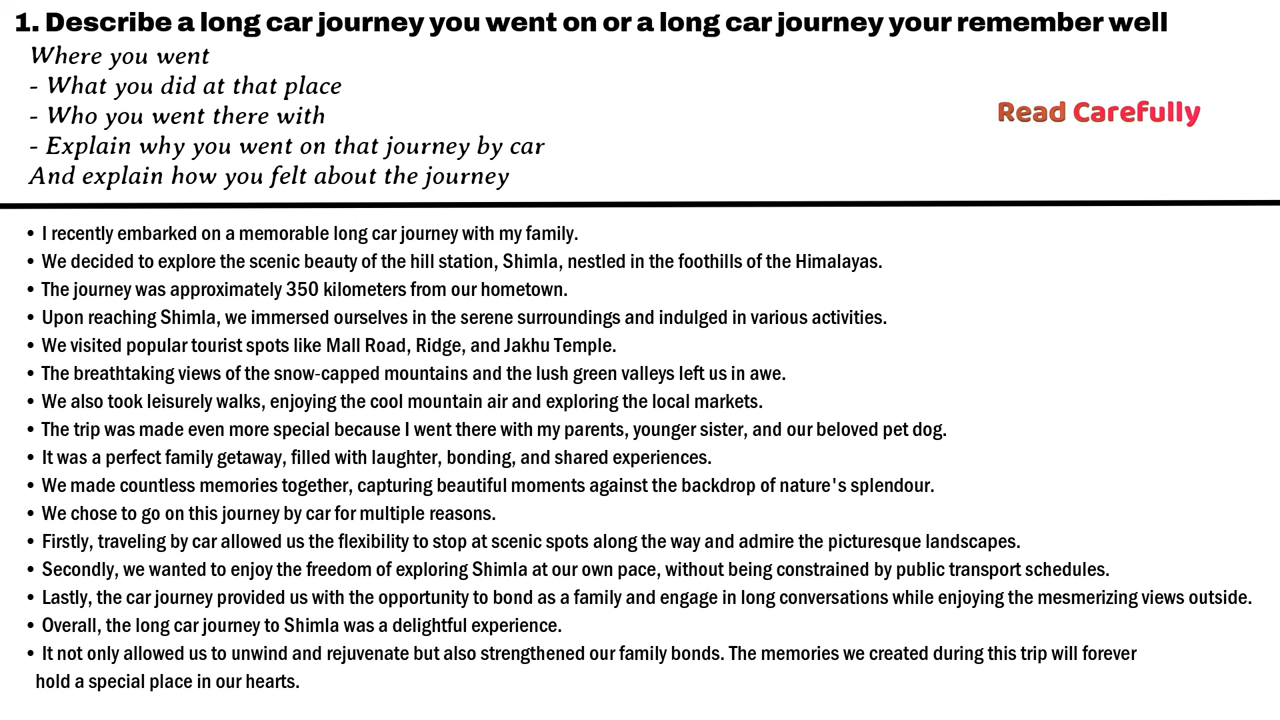 1. Describe a long car journey you went on or a long car journey your remember well
Where you went
- What you did at that place
- Who you went there with
Read Carefully
- Explain why you went on that journey by car
And explain how you felt about the journey
• I recently embarked on a memorable long car journey with my family.
• We decided to explore the scenic beauty of the hill station, Shimla, nestled in the foothills of the Himalayas.
• The journey was approximately 350 kilometers from our hometown.
• Upon reaching Shimla, we immersed ourselves in the serene surroundings and indulged in various activities.
• We visited popular tourist spots like Mall Road, Ridge, and Jakhu Temple.
• The breathtaking views of the snow-capped mountains and the lush green valleys left us in awe.
• We also took leisurely walks, enjoying the cool mountain air and exploring the local markets.
• The trip was made even more special because I went there with my parents, younger sister, and our beloved pet dog.
• It was a perfect family getaway, filled with laughter, bonding, and shared experiences.
• We made countless memories together, capturing beautiful moments against the backdrop of nature's splendour.
• We chose to go on this journey by car for multiple reasons.
• Firstly, traveling by car allowed us the flexibility to stop at scenic spots along the way and admire the picturesque landscapes.
• Secondly, we wanted to enjoy the freedom of exploring Shimla at our own pace, without being constrained by public transport schedules.
• Lastly, the car journey provided us with the opportunity to bond as a family and engage in long conversations while enjoying the mesmerizing views outside.
• Overall, the long car journey to Shimla was a delightful experience.
• It not only allowed us to unwind and rejuvenate but also strengthened our family bonds. The memories we created during this trip will forever
hold a special place in our hearts.